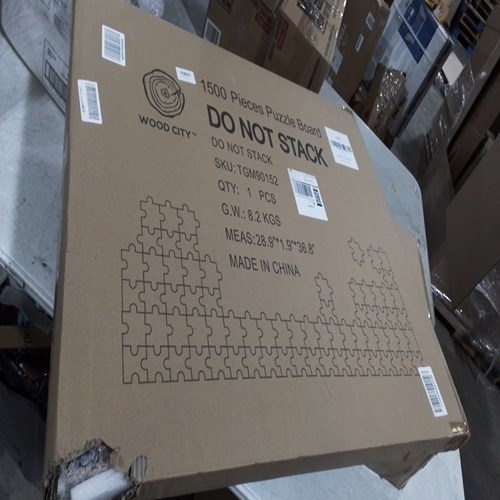 WOOD CITY™
1500 Pieces Puzzle Board
DO NOT STACK
DO NOT STACK
SKU: TGM90152
QTY: 1 PCS
G.W.: 8.2 KGS
MEAS:28.9"*1.9"*36.8"
MADE IN CHINA